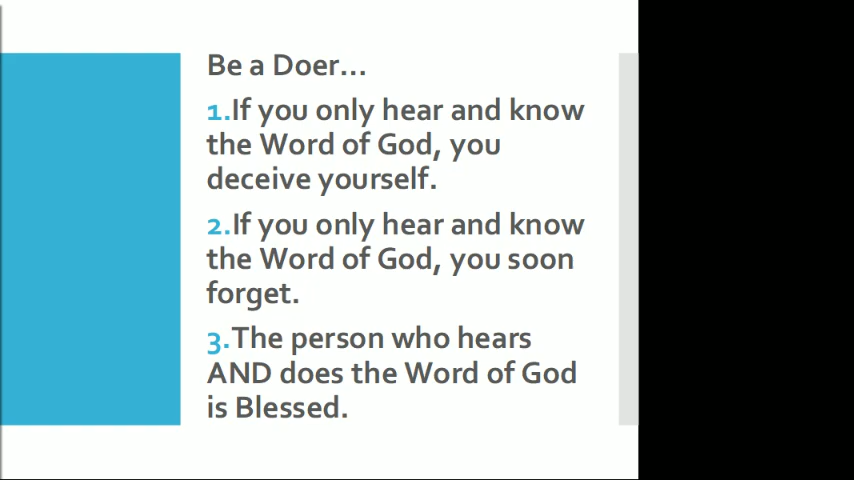 Be a Doer...
1.If you only hear and know
the Word of God, you
deceive yourself.
2.If you only hear and know
the Word of God, you soon
forget.
3.The person who hears
AND does the Word of God
is Blessed.